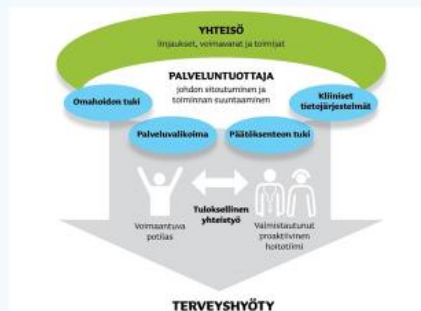 YHTEISÖ
linjaukset, voimavarat ja toimijat
PALVELUNTUOTTAJA
johdon sitoutuminen ja
toiminnan suuntaaminen
Omahoidon tuki
Kliiniset
tietojärjestelmät
Palveluvalikoima
Päätöksenteon tuki
Tuloksellinen
yhteistyö
Voimaantuva
potilas
Valmistautunut
proaktiivinen
hoitotiimi
TERVEYSHYÖTY